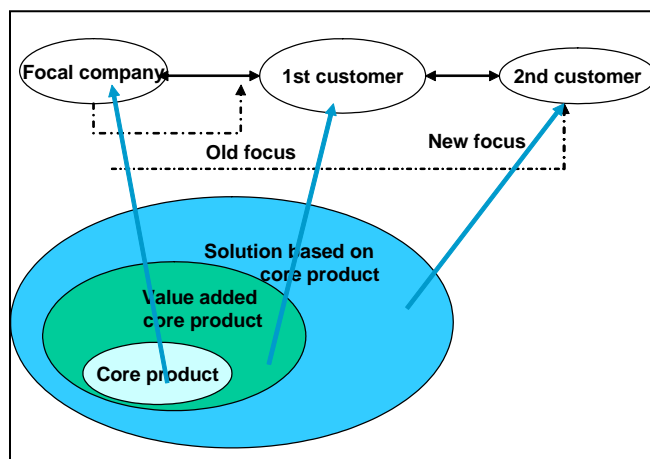 Focal company
1st customer
2nd customer
Old focus
New focus
Solution based on
core product
Value added
core product
Core product